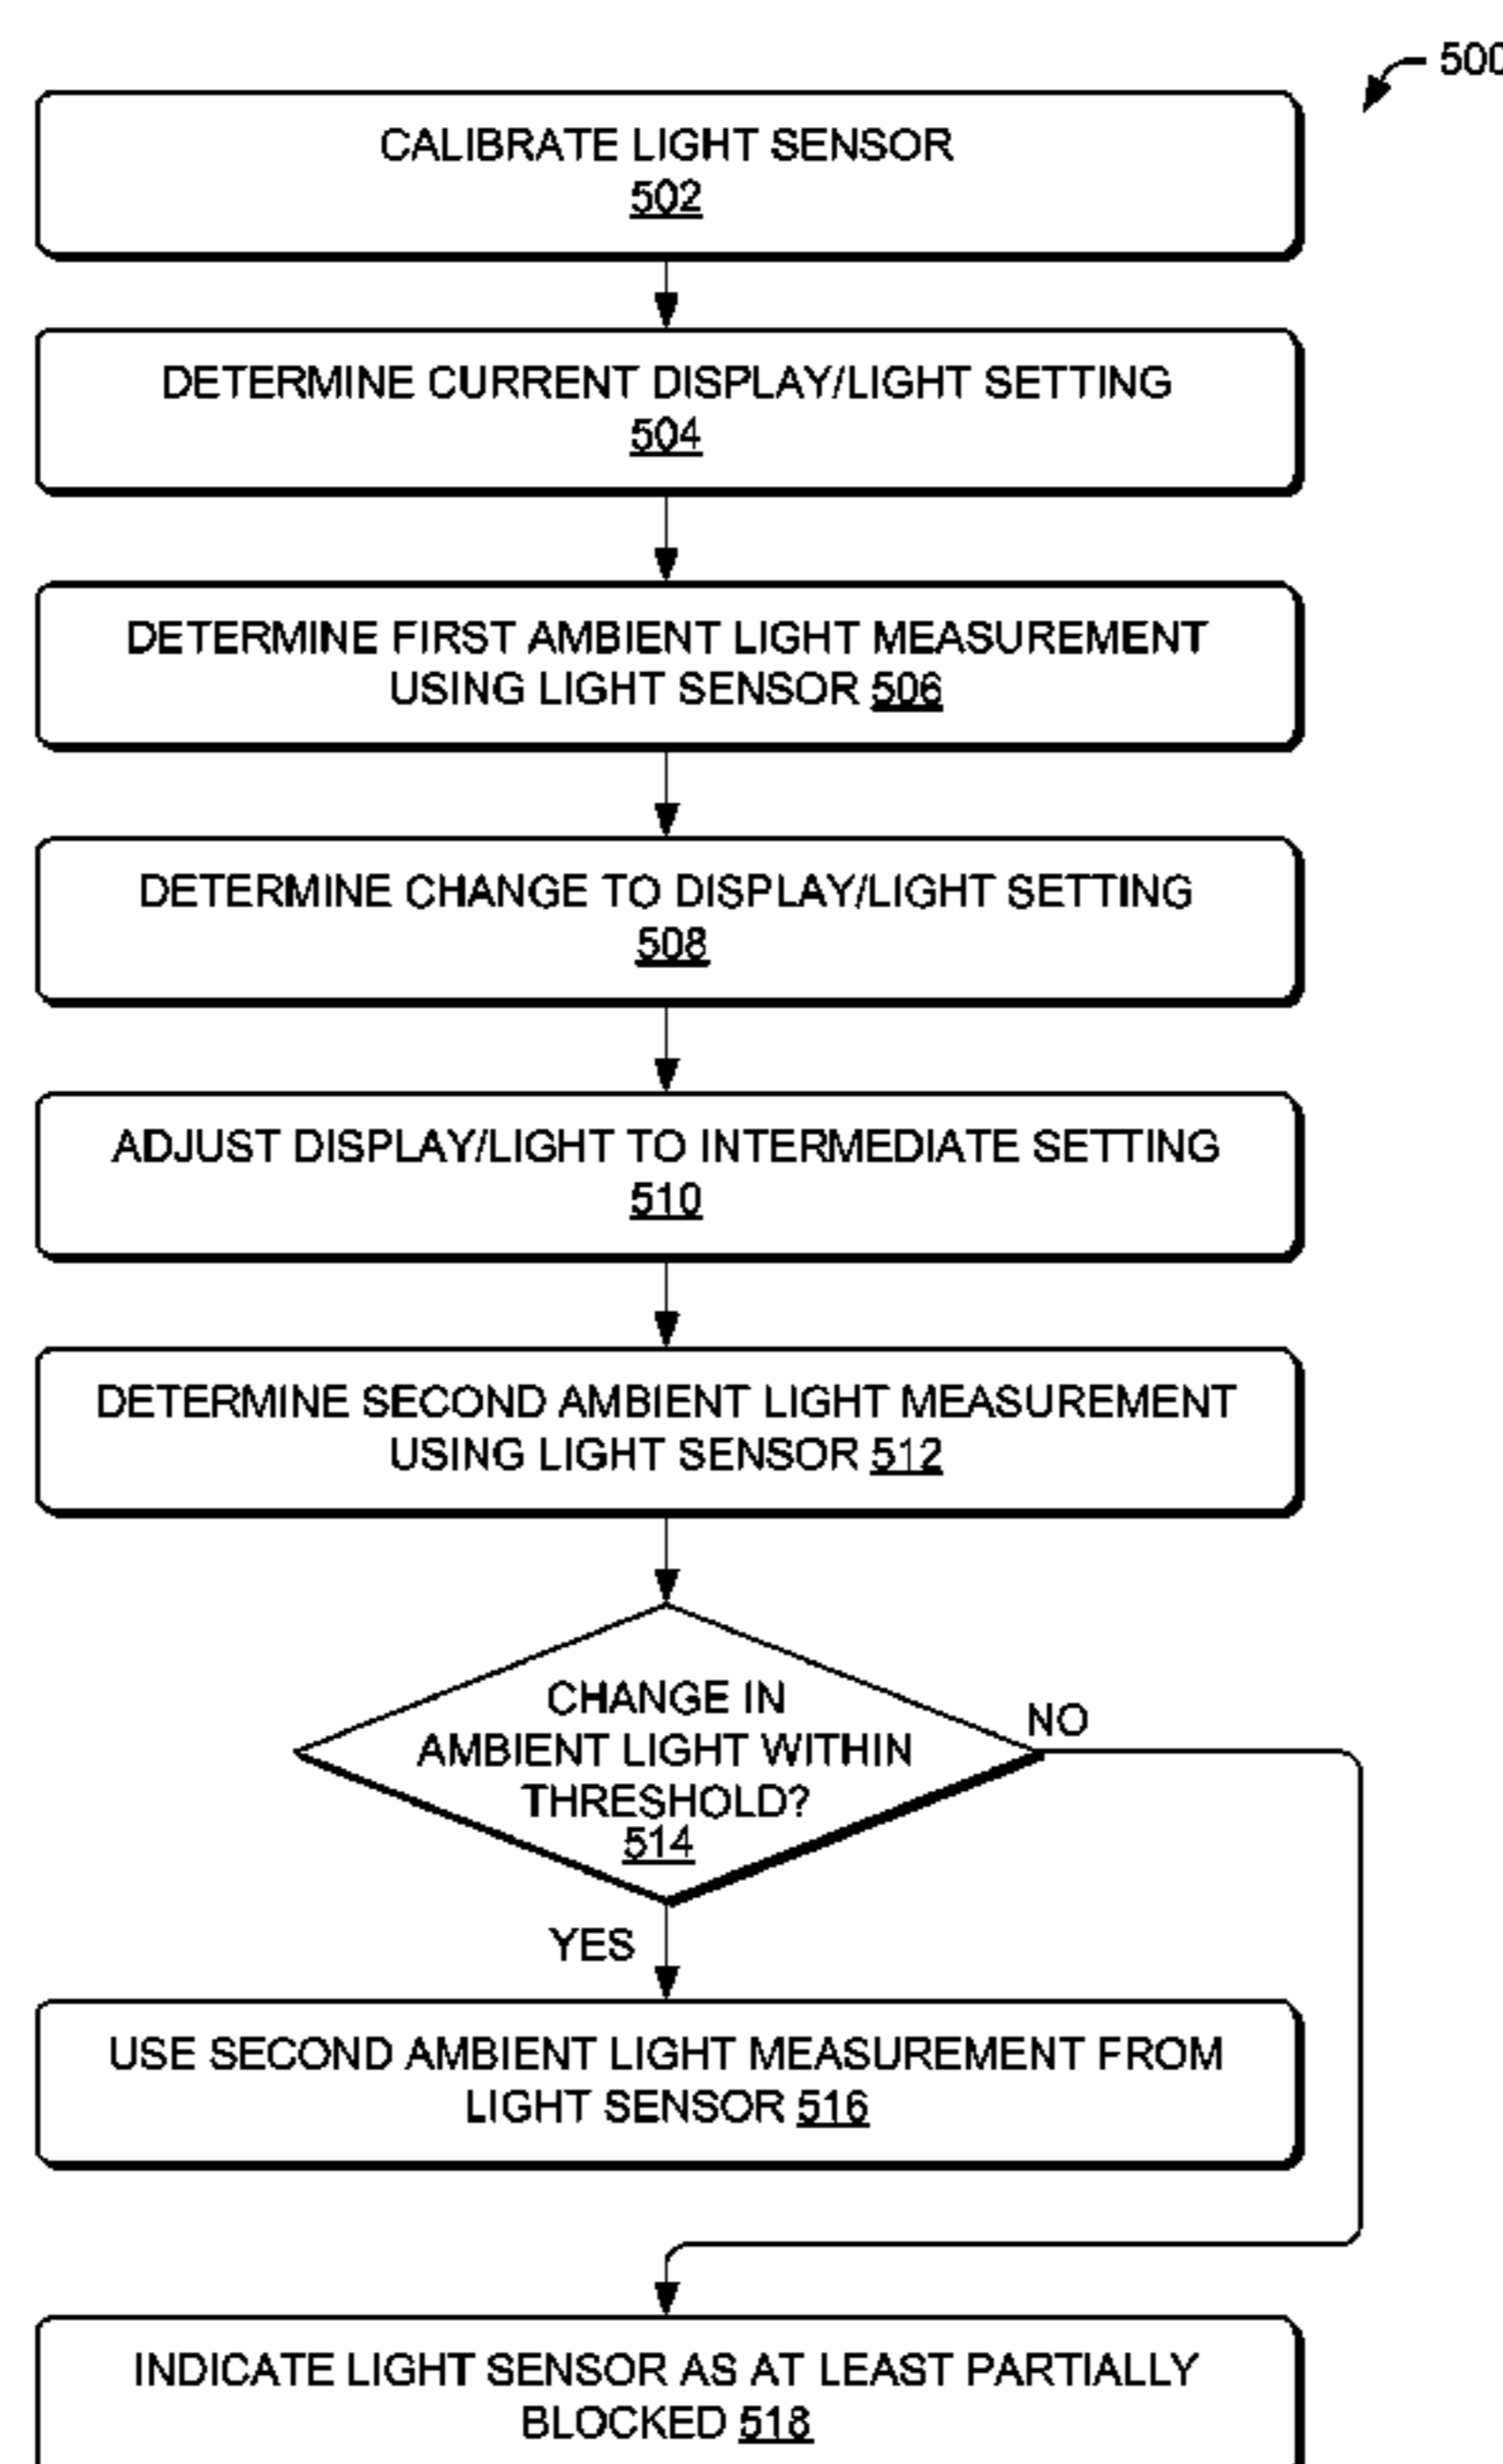 500
CALIBRATE LIGHT SENSOR
502
DETERMINE CURRENT DISPLAY/LIGHT SETTING
504
DETERMINE FIRST AMBIENT LIGHT MEASUREMENT
USING LIGHT SENSOR 506
DETERMINE CHANGE TO DISPLAY/LIGHT SETTING
508
ADJUST DISPLAY/LIGHT TO INTERMEDIATE SETTING
510
DETERMINE SECOND AMBIENT LIGHT MEASUREMENT
USING LIGHT SENSOR 512
CHANGE IN
AMBIENT LIGHT WITHIN
THRESHOLD?
514
NO
YES
USE SECOND AMBIENT LIGHT MEASUREMENT FROM
LIGHT SENSOR 516
INDICATE LIGHT SENSOR AS AT LEAST PARTIALLY
BLOCKED 518